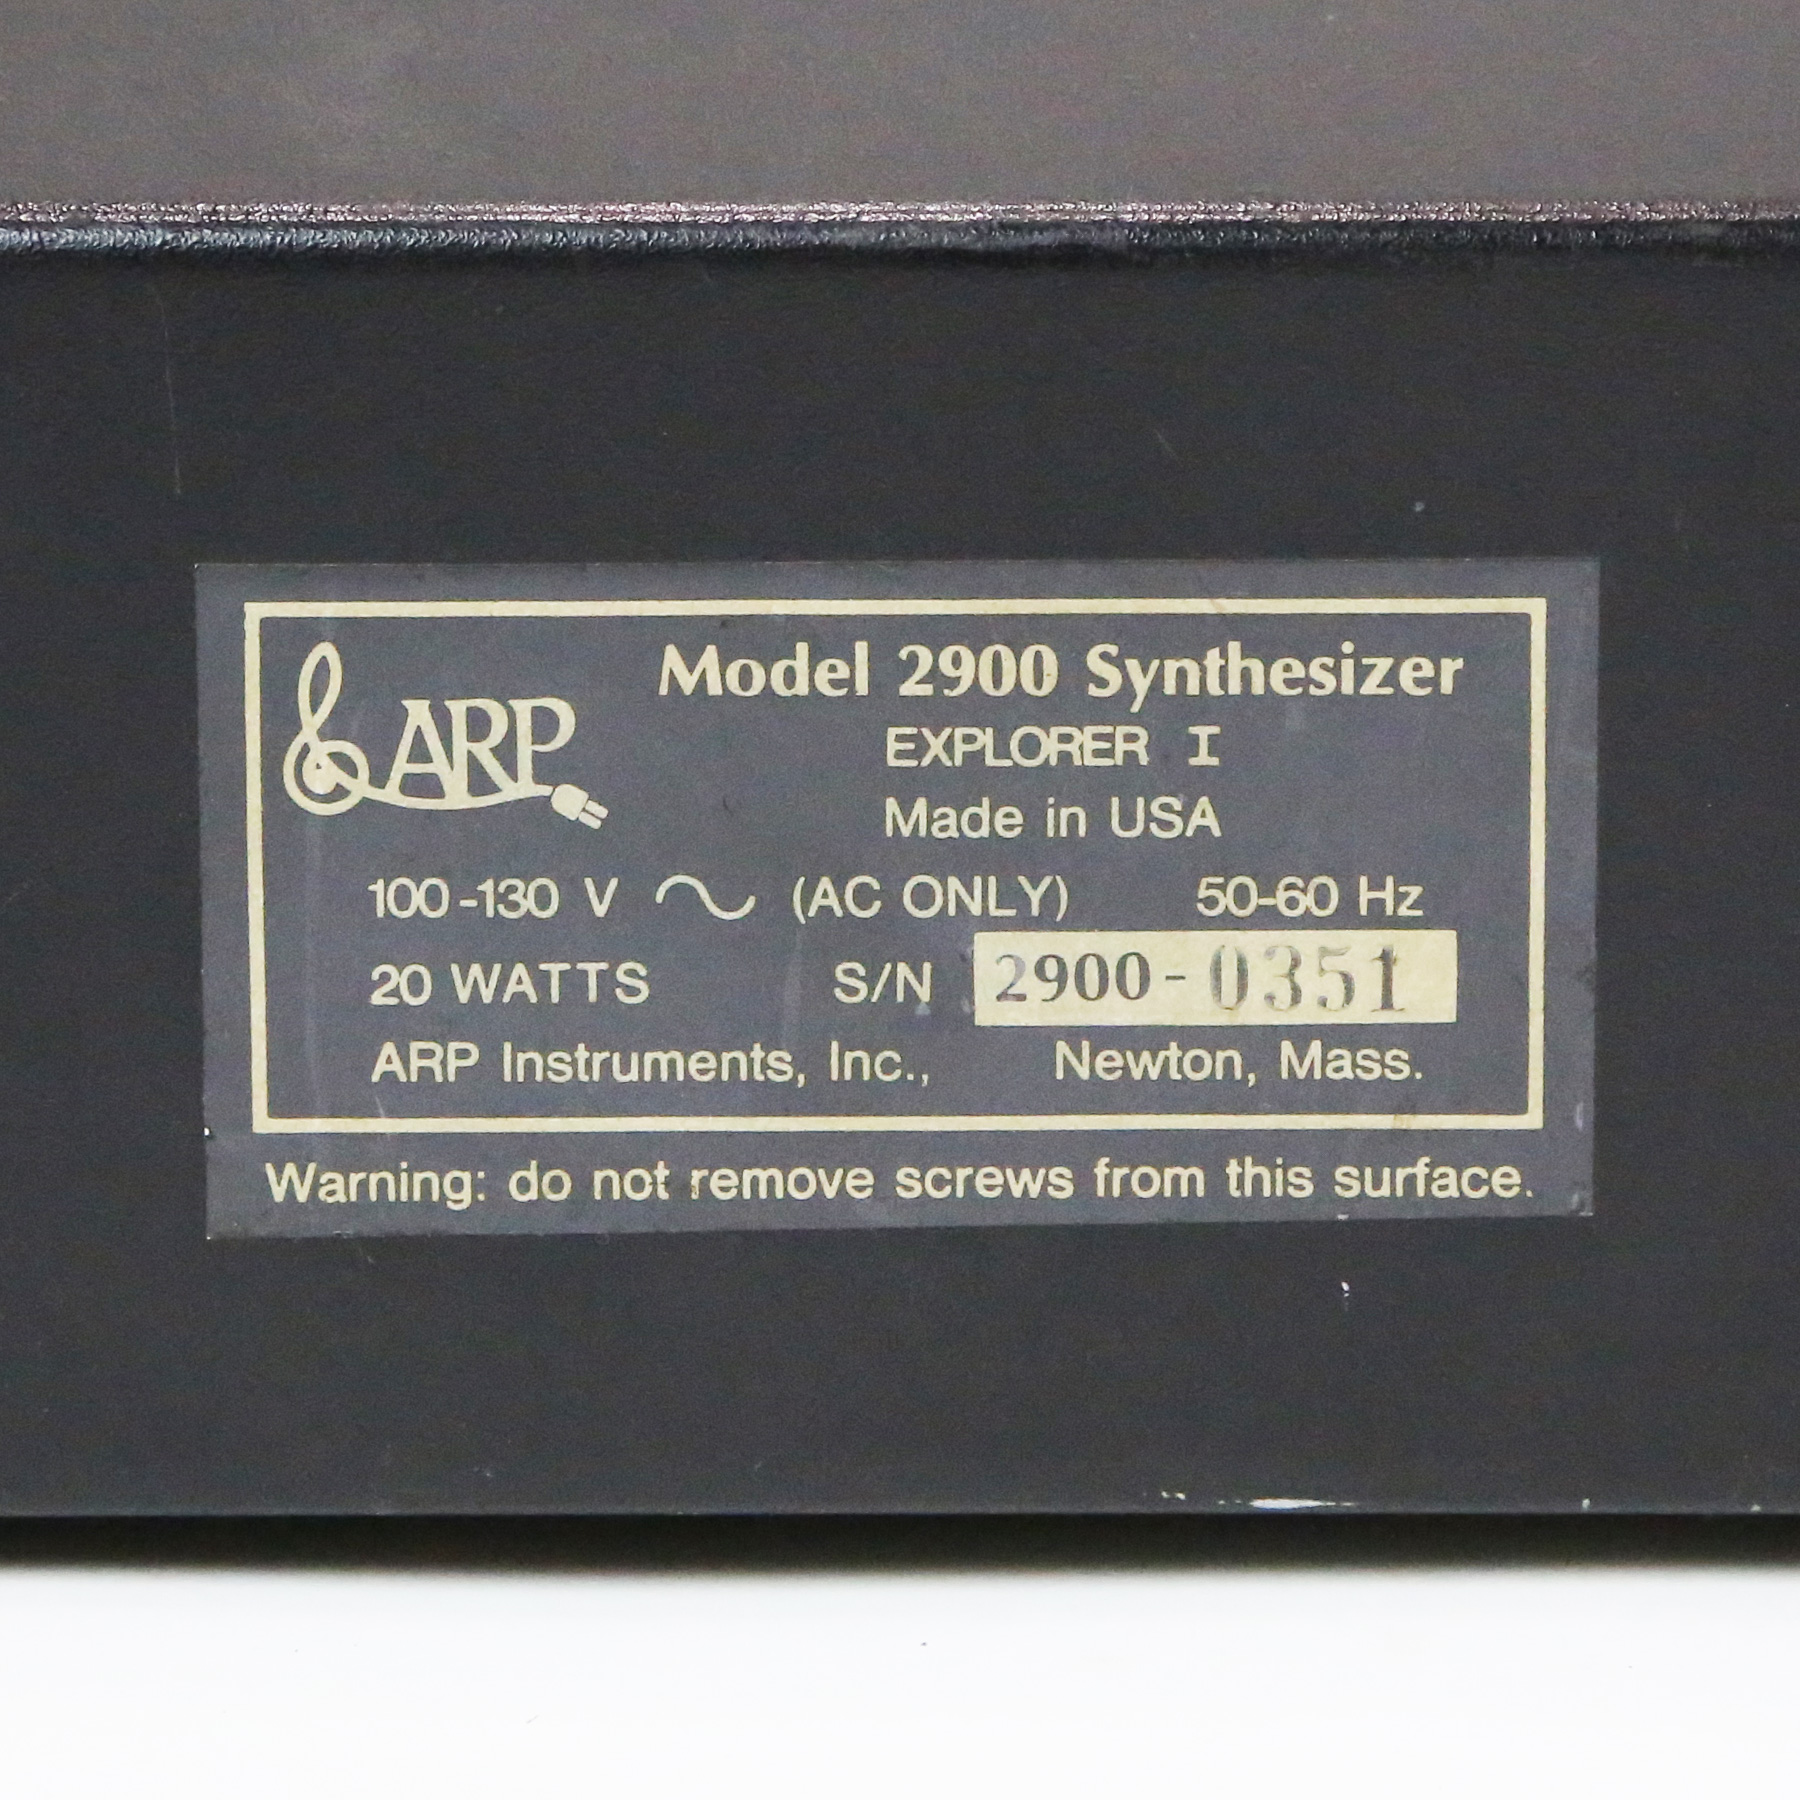 ARP
Model 2900 Synthesizer
EXPLORER I
Made in USA
100-130 V ~ (AC ONLY) 50-60 Hz
20 WATTS S/N 2900-0351
ARP Instruments, Inc., Newton, Mass.
Warning: do not remove screws from this surface.